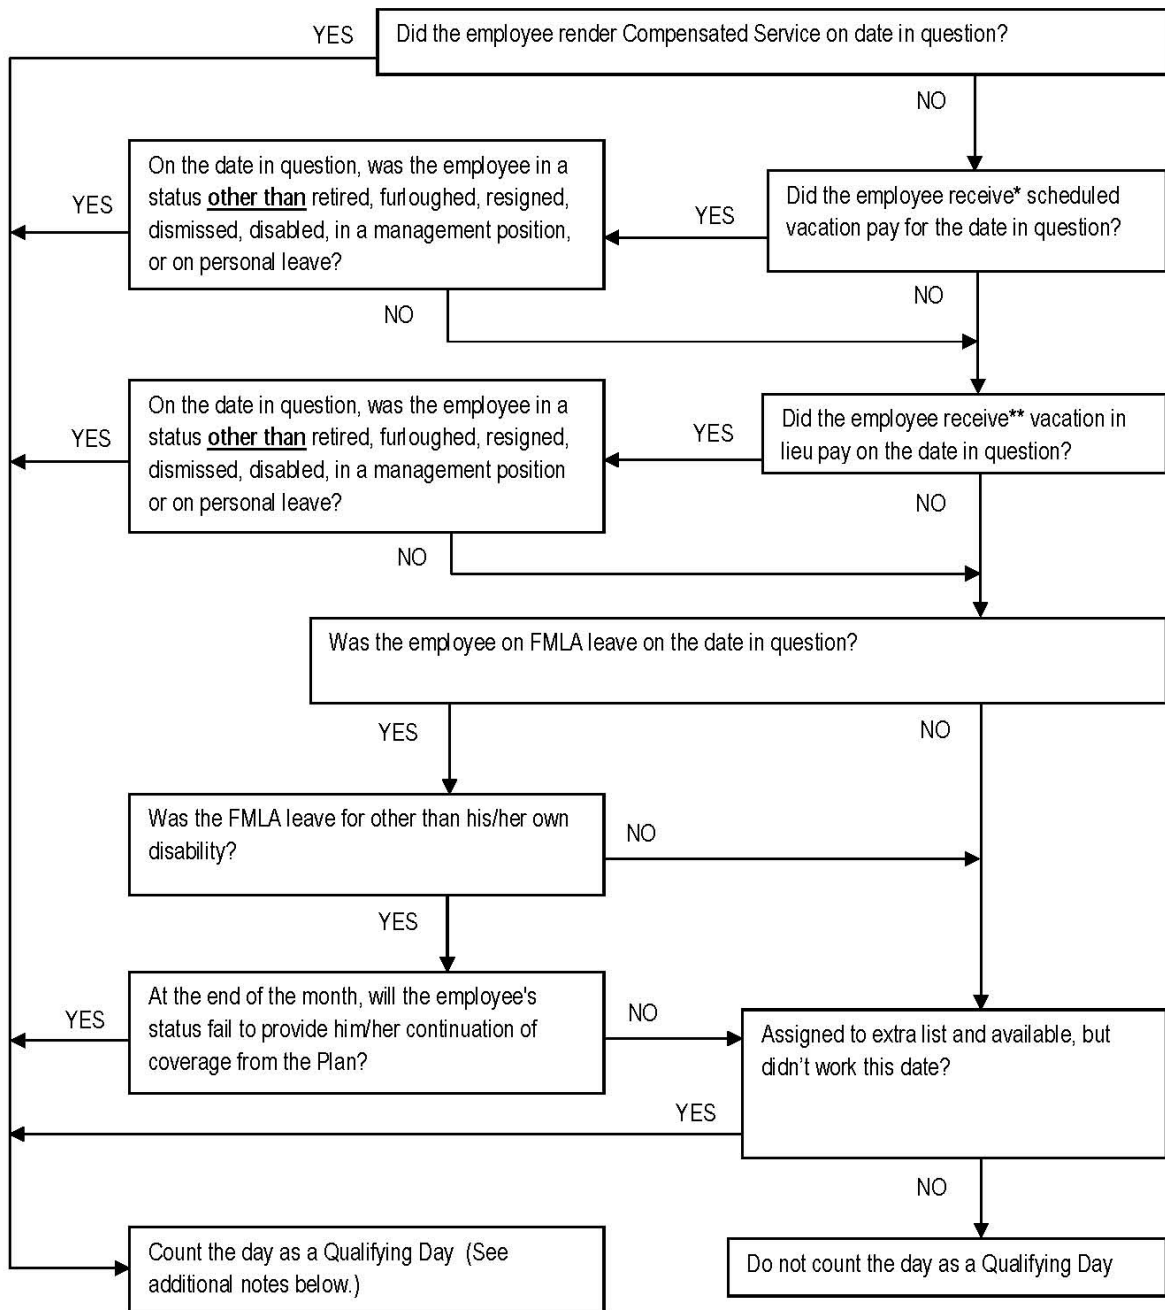 YES
Did the employee render Compensated Service on date in question?
NO
On the date in question, was the employee in a
status other than retired, furloughed, resigned,
dismissed, disabled, in a management position,
or on personal leave?
YES
YES
Did the employee receive* scheduled
vacation pay for the date in question?
NO
NO
On the date in question, was the employee in a
status other than retired, furloughed, resigned,
dismissed, disabled, in a management position
or on personal leave?
YES
YES
Did the employee receive** vacation in
lieu pay on the date in question?
NO
NO
Was the employee on FMLA leave on the date in question?
YES
NO
Was the FMLA leave for other than his/her own
disability?
NO
YES
At the end of the month, will the employee's
status fail to provide him/her continuation of
coverage from the Plan?
YES
NO
Assigned to extra list and available, but
didn't work this date?
YES
NO
Count the day as a Qualifying Day (See
additional notes below.)
Do not count the day as a Qualifying Day